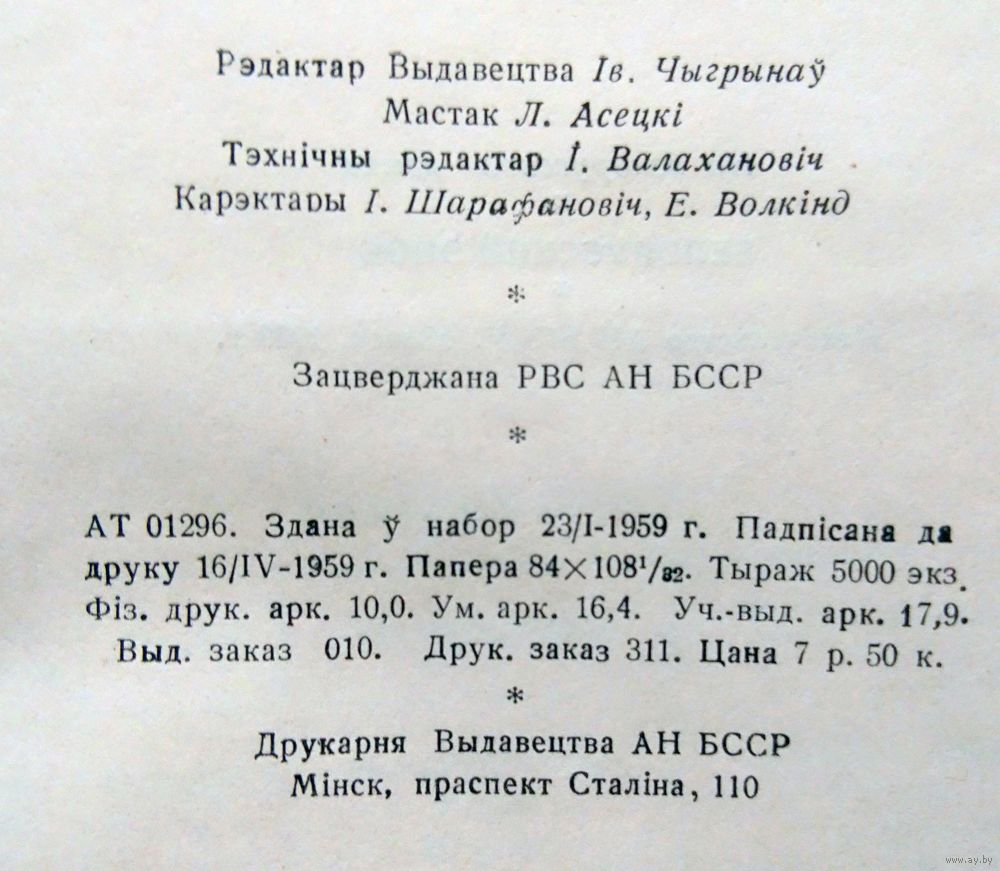 Рэдактар Выдавецтва Ів. Чыгрынаў
Мастак Л. Асецкі
Тэхнічны рэдактар І. Валахановіч
Карэктары І. Шарафановіч, Е. Волкінд
*
Зацверджана РВС АН БССР
*
АТ 01296. Здана ў набор 23/I-1959 г. Падпісана да
друку 16/IV-1959 г. Папера 84×108¹/₃₂. Тыраж 5000 экз.
Фіз. друк. арк. 10,0. Ум. арк. 16,4. Уч.-выд. арк. 17,9.
Выд. заказ 010. Друк. заказ 311. Цана 7 р. 50 к.
*
Друкарня Выдавецтва АН БССР
Мінск, праспект Сталіна, 110
www.ay.by